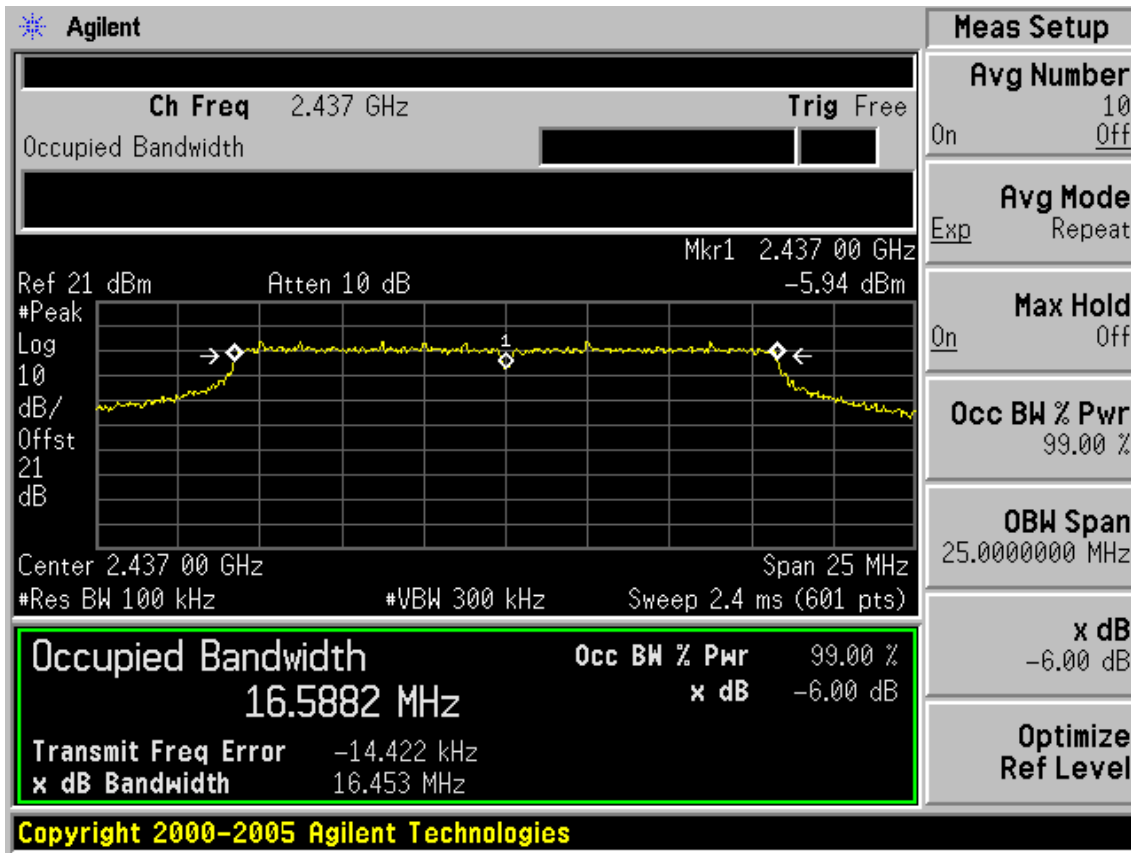 Agilent
Ch Freq 2.437 GHz Trig Free
Occupied Bandwidth
Mkr1 2.437 00 GHz
Ref 21 dBm Atten 10 dB −5.94 dBm
#Peak
Log
10
dB/
Offst
21
dB
1
Center 2.437 00 GHz Span 25 MHz
#Res BW 100 kHz #VBW 300 kHz Sweep 2.4 ms (601 pts)
Occupied Bandwidth Occ BW % Pwr 99.00 %
16.5882 MHz x dB −6.00 dB
Transmit Freq Error −14.422 kHz
x dB Bandwidth 16.453 MHz
Copyright 2000-2005 Agilent Technologies
Meas Setup
Avg Number
10
On Off
Avg Mode
Exp Repeat
Max Hold
On Off
Occ BW % Pwr
99.00 %
OBW Span
25.0000000 MHz
x dB
−6.00 dB
Optimize
Ref Level